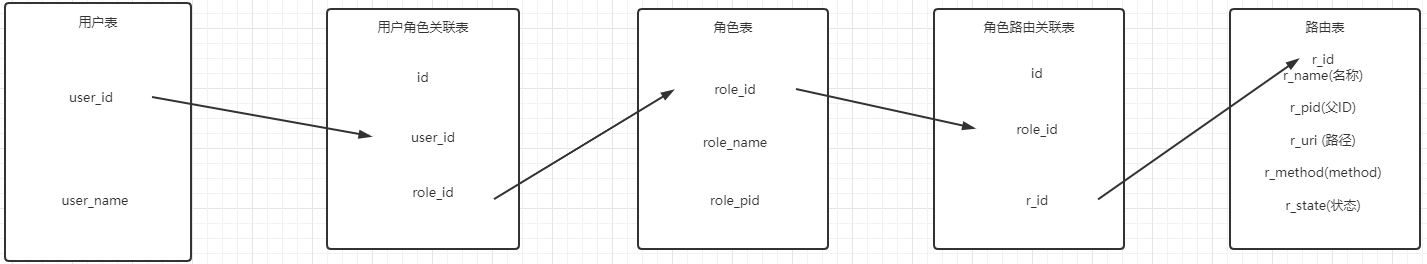 用户表
user_id
user_name
用户角色关联表
id
user_id
role_id
角色表
role_id
role_name
role_pid
角色路由关联表
id
role_id
r_id
路由表
r_id
r_name(名称)
r_pid(父ID)
r_uri (路径)
r_method(method)
r_state(状态)